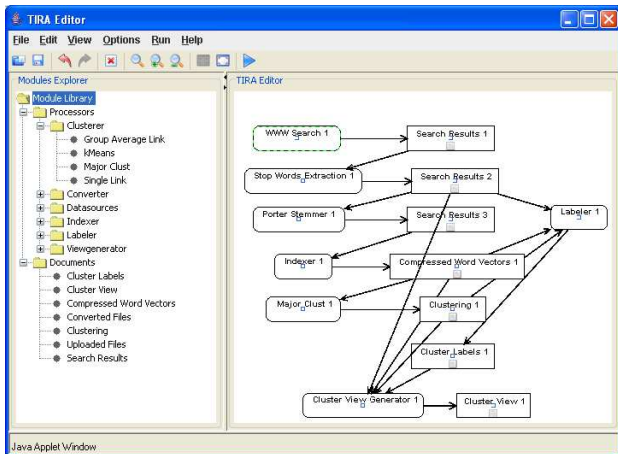 TIRA Editor
File Edit View Options Run Help
Modules Explorer
Module Library
Processors
Clusterer
Group Average Link
kMeans
Major Clust
Single Link
Converter
Datasources
Indexer
Labeler
Viewgenerator
Documents
Cluster Labels
Cluster View
Compressed Word Vectors
Converted Files
Clustering
Uploaded Files
Search Results
TIRA Editor
WWW Search 1
Search Results 1
Stop Words Extraction 1
Search Results 2
Porter Stemmer 1
Search Results 3
Labeler 1
Indexer 1
Compressed Word Vectors 1
Major Clust 1
Clustering 1
Cluster Labels 1
Cluster View Generator 1
Cluster View 1
Java Applet Window